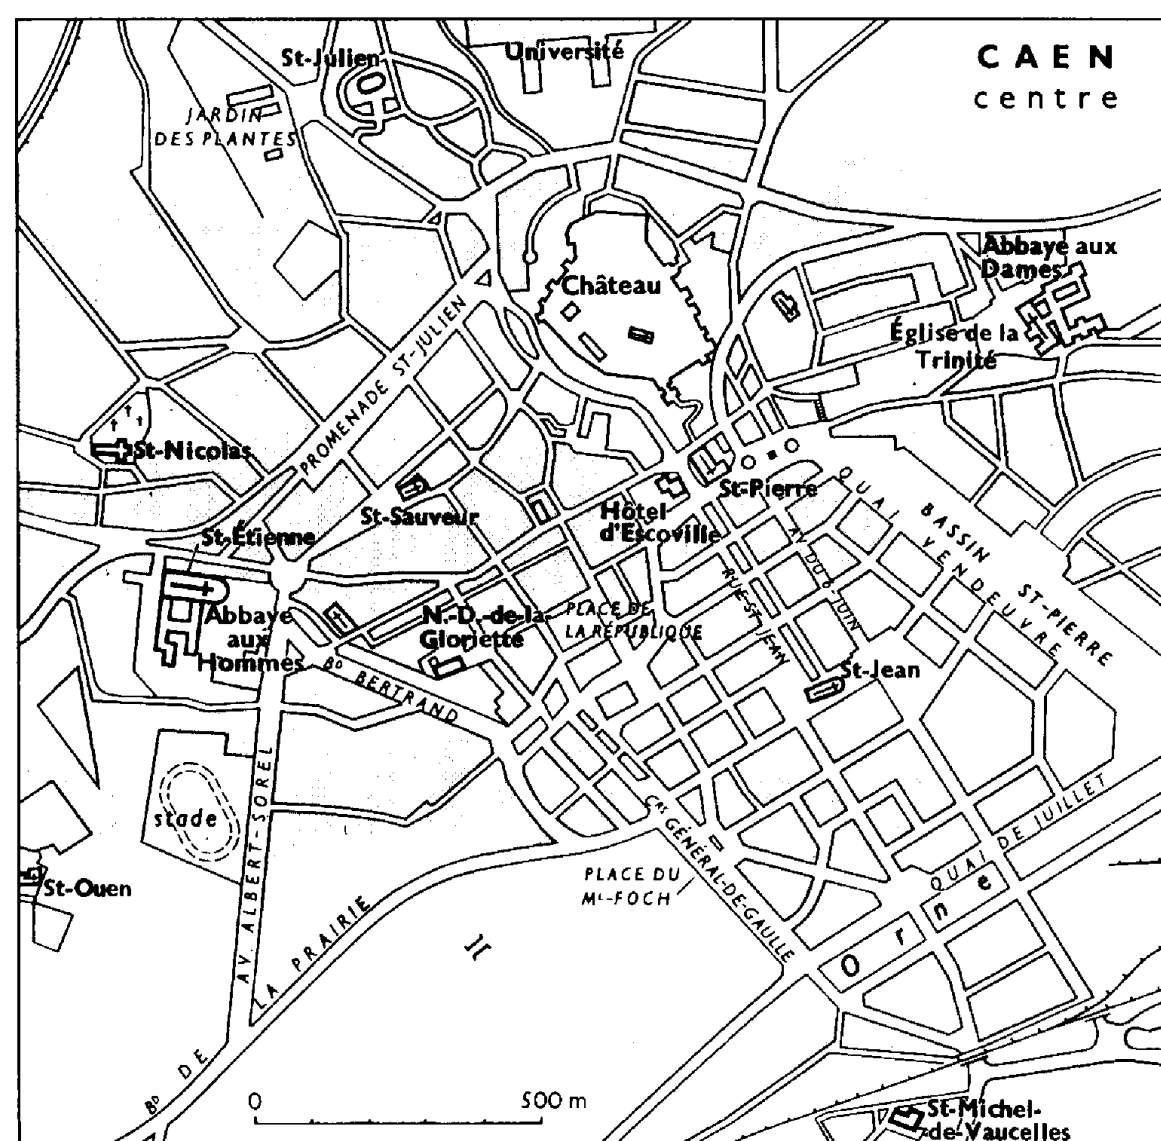 CAEN
centre
St-Julien
Université
JARDIN
DES PLANTES
Château
Abbaye aux
Dames
Église de la
Trinité
PROMENADE ST-JULIEN
St-Nicolas
St-Sauveur
St-Pierre
Hôtel
d'Escoville
QUAI VENDEUVRE
BASSIN ST-PIERRE
St-Étienne
Abbaye
aux
Hommes
N.-D.-de-la-
Gloriette
PLACE DE
LA RÉPUBLIQUE
RUE ST-JEAN
AV. DU 6-JUIN
St-Jean
Bᴰ BERTRAND
stade
AV. ALBERT-SOREL
St-Ouen
Cᴿˢ GÉNÉRAL-DE-GAULLE
PLACE DU
Mᴸ-FOCH
QUAI DE JUILLET
Orne
Bᴰ DE LA PRAIRIE
0 500 m
St-Michel-
de-Vaucelles